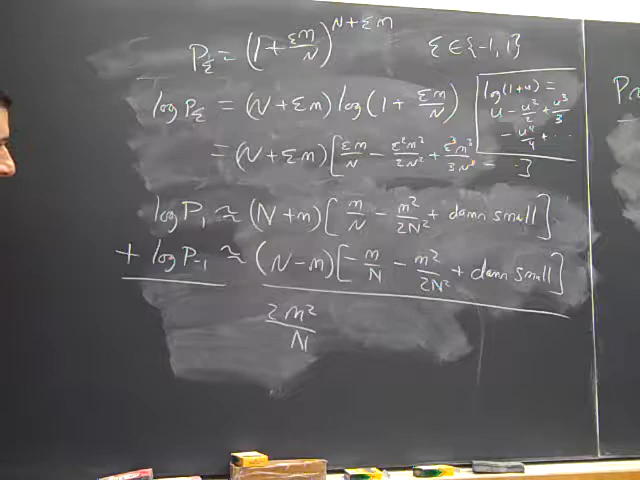 P_ξ = (1 + ξm/N)^(N+ξm)    ξ ∈ {-1, 1}
log P_ξ = (N + ξm) log(1 + ξm/N)
= (N + ξm)[ξm/N - ξ²m²/2N² + ξ³m³/3N³ - ...]
log(1+u) =
u - u²/2 + u³/3
- u⁴/4 + ...
log P_1 ≈ (N + m)[m/N - m²/2N² + damn small]
+ log P_-1 ≈ (N - m)[-m/N - m²/2N² + damn small]
2m²/N
P